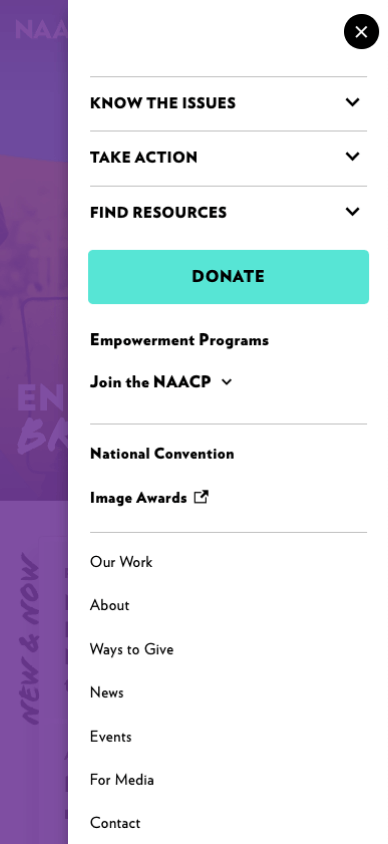 NAA
KNOW THE ISSUES
TAKE ACTION
FIND RESOURCES
DONATE
Empowerment Programs
Join the NAACP
National Convention
Image Awards
Our Work
About
Ways to Give
News
Events
For Media
Contact
EN
BR
NEW & NOW